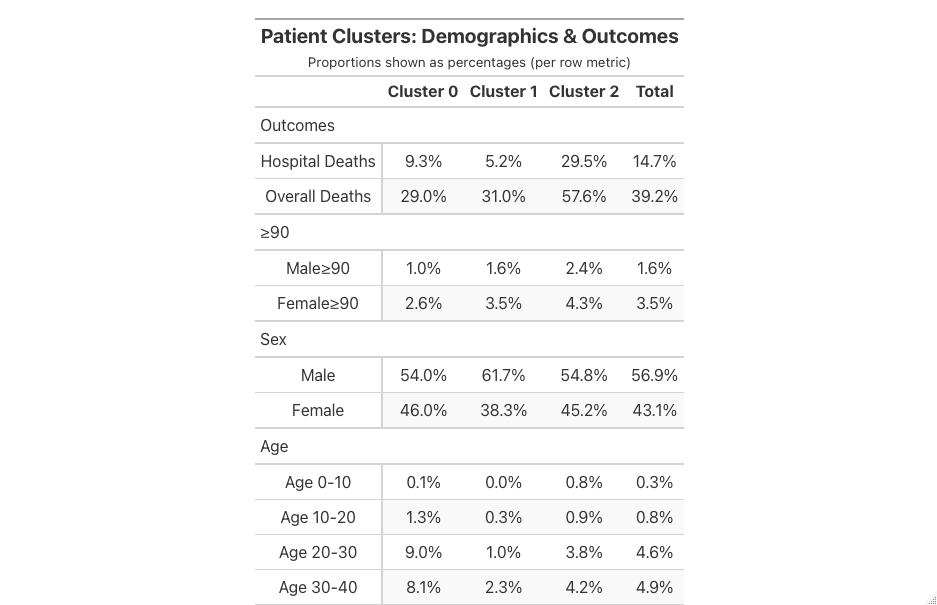 Patient Clusters: Demographics & Outcomes
Proportions shown as percentages (per row metric)
Cluster 0 Cluster 1 Cluster 2 Total
Outcomes
Hospital Deaths 9.3% 5.2% 29.5% 14.7%
Overall Deaths 29.0% 31.0% 57.6% 39.2%
≥90
Male≥90 1.0% 1.6% 2.4% 1.6%
Female≥90 2.6% 3.5% 4.3% 3.5%
Sex
Male 54.0% 61.7% 54.8% 56.9%
Female 46.0% 38.3% 45.2% 43.1%
Age
Age 0-10 0.1% 0.0% 0.8% 0.3%
Age 10-20 1.3% 0.3% 0.9% 0.8%
Age 20-30 9.0% 1.0% 3.8% 4.6%
Age 30-40 8.1% 2.3% 4.2% 4.9%